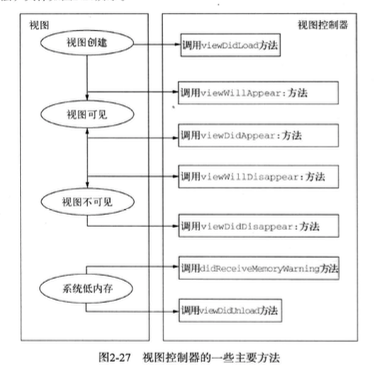 视图
视图控制器
视图创建
调用viewDidLoad方法
调用viewWillAppear:方法
视图可见
调用viewDidAppear:方法
调用viewWillDisappear:方法
视图不可见
调用viewDidDisappear:方法
调用didReceiveMemoryWarning方法
系统低内存
调用viewDidUnload方法
图2-27 视图控制器的一些主要方法